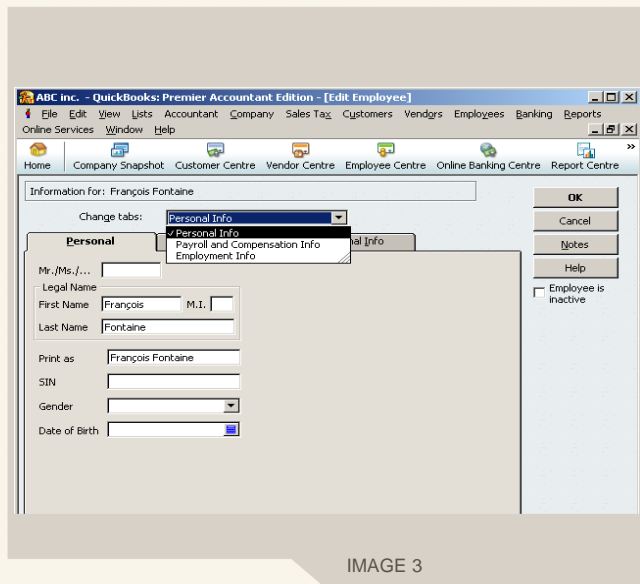 ABC inc. - QuickBooks: Premier Accountant Edition - [Edit Employee]
File Edit View Lists Accountant Company Sales Tax Customers Vendors Employees Banking Reports
Online Services Window Help
Home Company Snapshot Customer Centre Vendor Centre Employee Centre Online Banking Centre Report Centre »
Information for: François Fontaine
OK
Change tabs: Personal Info
Cancel
✓ Personal Info
Payroll and Compensation Info
Employment Info
Personal
Info
Notes
Mr./Ms./...
Help
Legal Name
Employee is
inactive
First Name François M.I.
Last Name Fontaine
Print as François Fontaine
SIN
Gender
Date of Birth
IMAGE 3